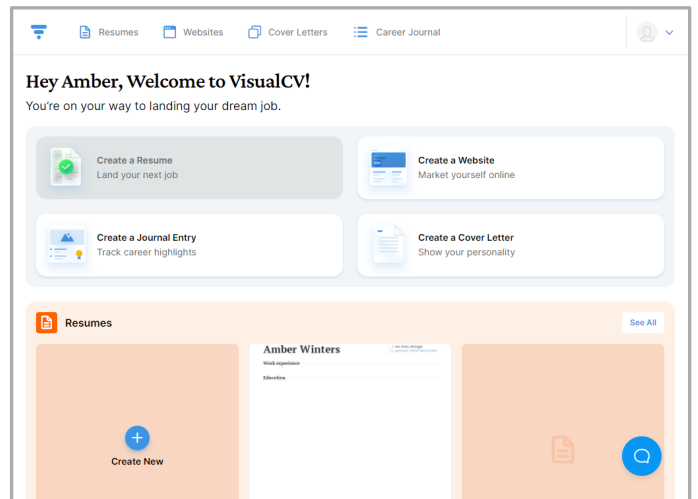 Resumes
Websites
Cover Letters
Career Journal
Hey Amber, Welcome to VisualCV!
You're on your way to landing your dream job.
Create a Resume
Land your next job
Create a Website
Market yourself online
Create a Journal Entry
Track career highlights
Create a Cover Letter
Show your personality
Resumes
See All
Create New
Amber Winters
Work experience
Education